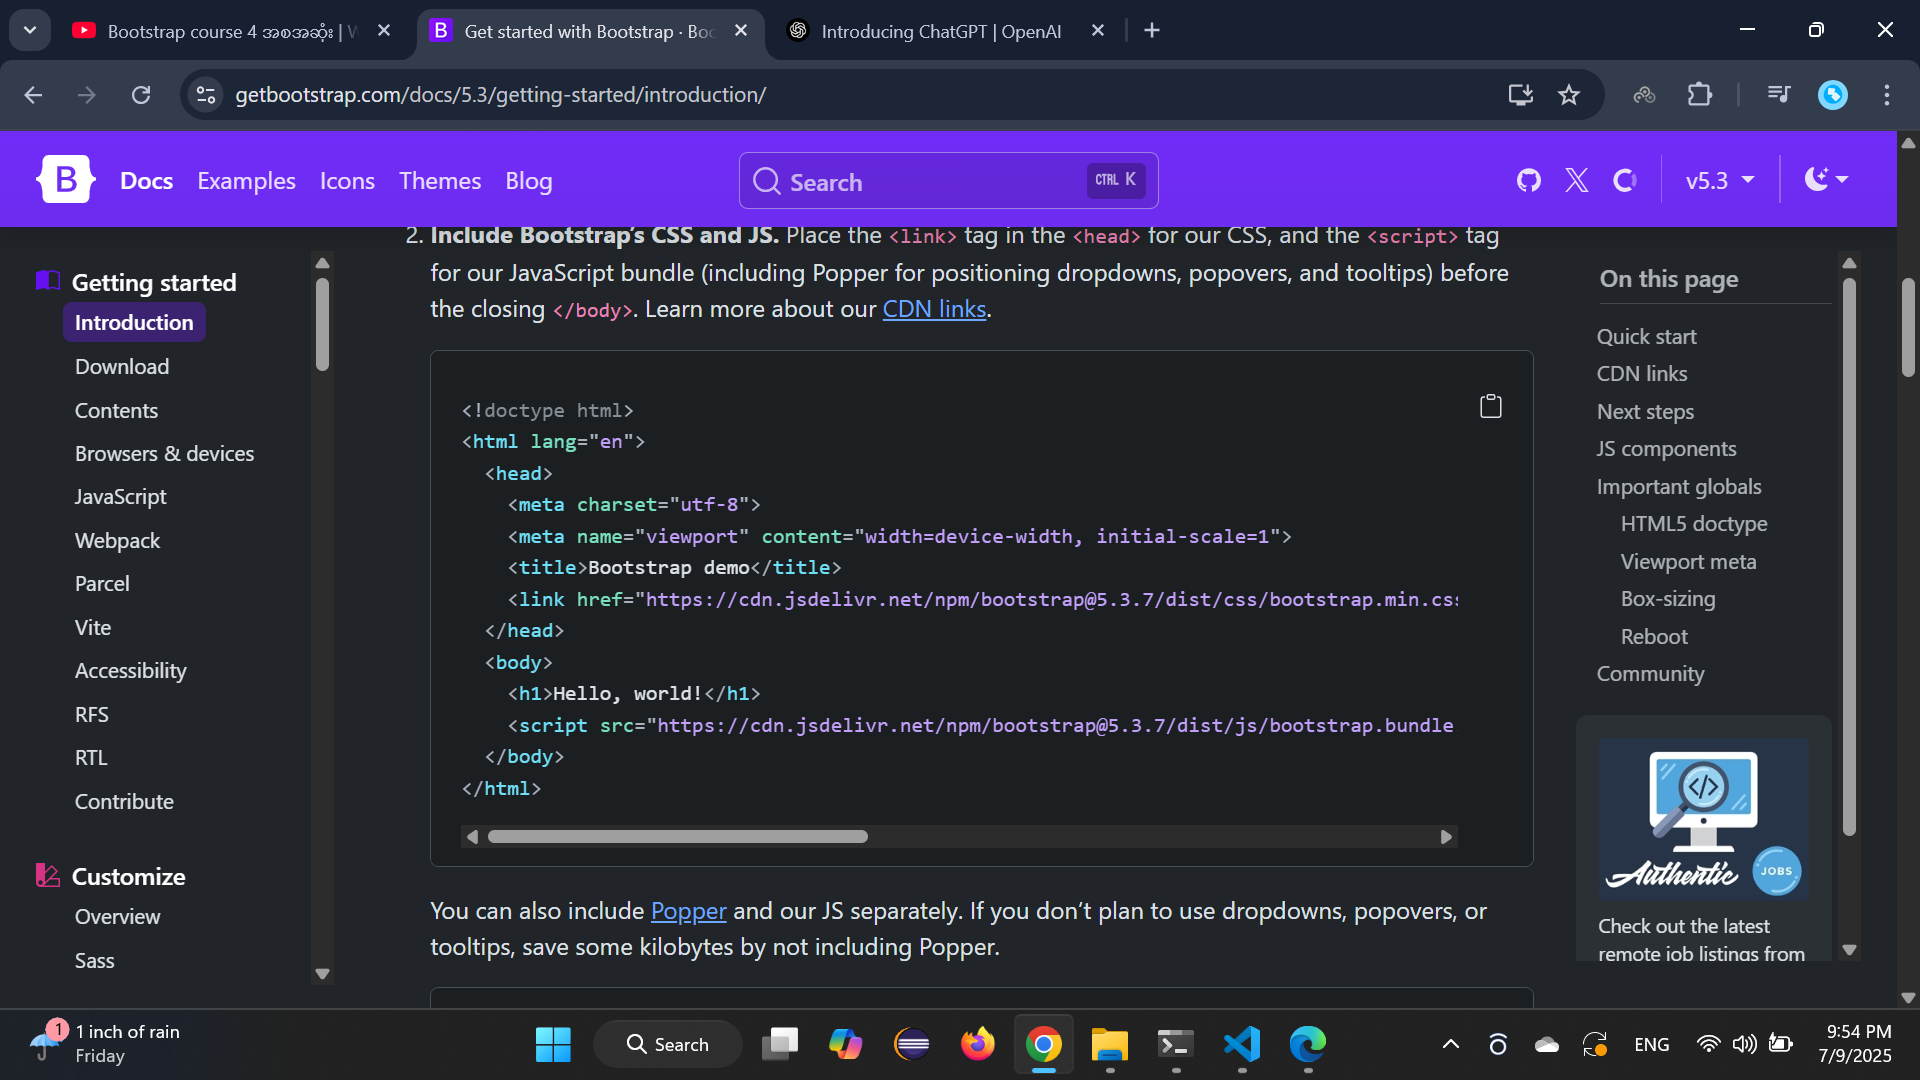 Bootstrap course 4 အစအဆုံး | W
Get started with Bootstrap · Boo
Introducing ChatGPT | OpenAI
getbootstrap.com/docs/5.3/getting-started/introduction/
B Docs Examples Icons Themes Blog
Search
CTRL K
v5.3
2. Include Bootstrap's CSS and JS. Place the <link> tag in the <head> for our CSS, and the <script> tag
for our JavaScript bundle (including Popper for positioning dropdowns, popovers, and tooltips) before
the closing </body>. Learn more about our CDN links.
Getting started
Introduction
Download
Contents
Browsers & devices
JavaScript
Webpack
Parcel
Vite
Accessibility
RFS
RTL
Contribute
Customize
Overview
Sass
<!doctype html>
<html lang="en">
<head>
<meta charset="utf-8">
<meta name="viewport" content="width=device-width, initial-scale=1">
<title>Bootstrap demo</title>
<link href="https://cdn.jsdelivr.net/npm/bootstrap@5.3.7/dist/css/bootstrap.min.css
</head>
<body>
<h1>Hello, world!</h1>
<script src="https://cdn.jsdelivr.net/npm/bootstrap@5.3.7/dist/js/bootstrap.bundle
</body>
</html>
You can also include Popper and our JS separately. If you don't plan to use dropdowns, popovers, or
tooltips, save some kilobytes by not including Popper.
On this page
Quick start
CDN links
Next steps
JS components
Important globals
HTML5 doctype
Viewport meta
Box-sizing
Reboot
Community
Authentic JOBS
Check out the latest
remote job listings from
1
1 inch of rain
Friday
Search
ENG
9:54 PM
7/9/2025